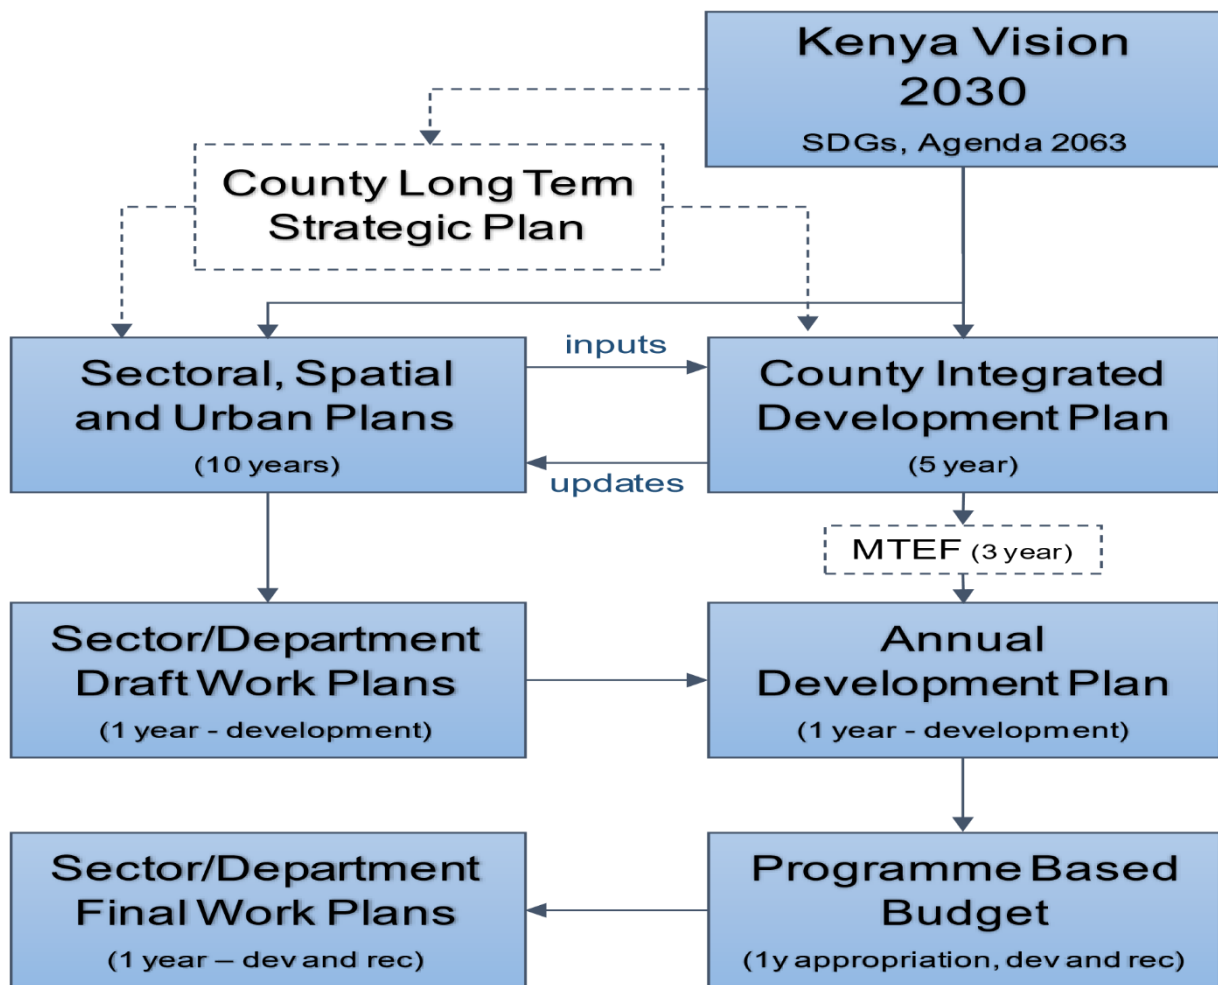 Kenya Vision
2030
SDGs, Agenda 2063
County Long Term
Strategic Plan
Sectoral, Spatial
and Urban Plans
(10 years)
inputs
updates
County Integrated
Development Plan
(5 year)
MTEF (3 year)
Sector/Department
Draft Work Plans
(1 year - development)
Annual
Development Plan
(1 year - development)
Sector/Department
Final Work Plans
(1 year – dev and rec)
Programme Based
Budget
(1y appropriation, dev and rec)